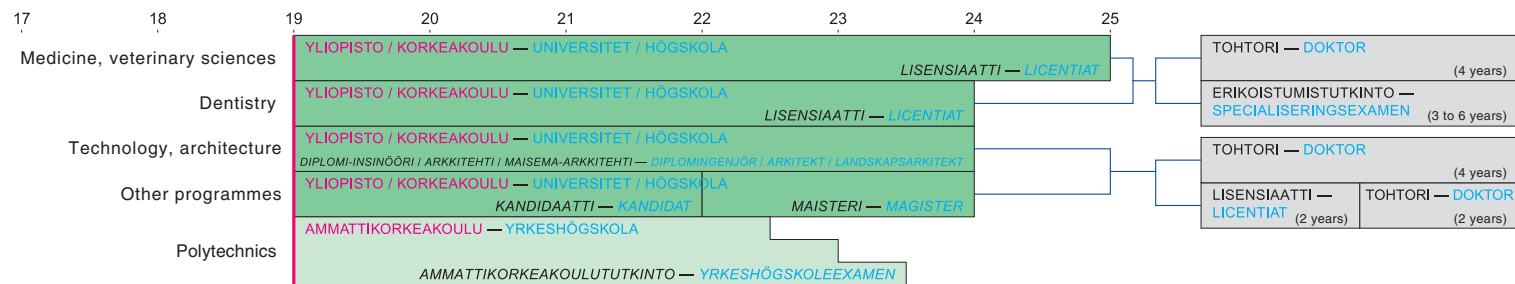 17 18 19 20 21 22 23 24 25
Medicine, veterinary sciences
YLIOPISTO / KORKEAKOULU — UNIVERSITET / HÖGSKOLA
LISENSIAATTI — LICENTIAT
TOHTORI — DOKTOR
(4 years)
Dentistry
YLIOPISTO / KORKEAKOULU — UNIVERSITET / HÖGSKOLA
LISENSIAATTI — LICENTIAT
ERIKOISTUMISTUTKINTO —
SPECIALISERINGSEXAMEN (3 to 6 years)
Technology, architecture
YLIOPISTO / KORKEAKOULU — UNIVERSITET / HÖGSKOLA
DIPLOMI-INSINÖÖRI / ARKKITEHTI / MAISEMA-ARKKITEHTI — DIPLOMINGENJÖR / ARKITEKT / LANDSKAPSARKITEKT
TOHTORI — DOKTOR
(4 years)
Other programmes
YLIOPISTO / KORKEAKOULU — UNIVERSITET / HÖGSKOLA
KANDIDAATTI — KANDIDAT
MAISTERI — MAGISTER
LISENSIAATTI —
LICENTIAT (2 years)
TOHTORI — DOKTOR
(2 years)
Polytechnics
AMMATTIKORKEAKOULU — YRKESHÖGSKOLA
AMMATTIKORKEAKOULUTUTKINTO — YRKESHÖGSKOLEEXAMEN